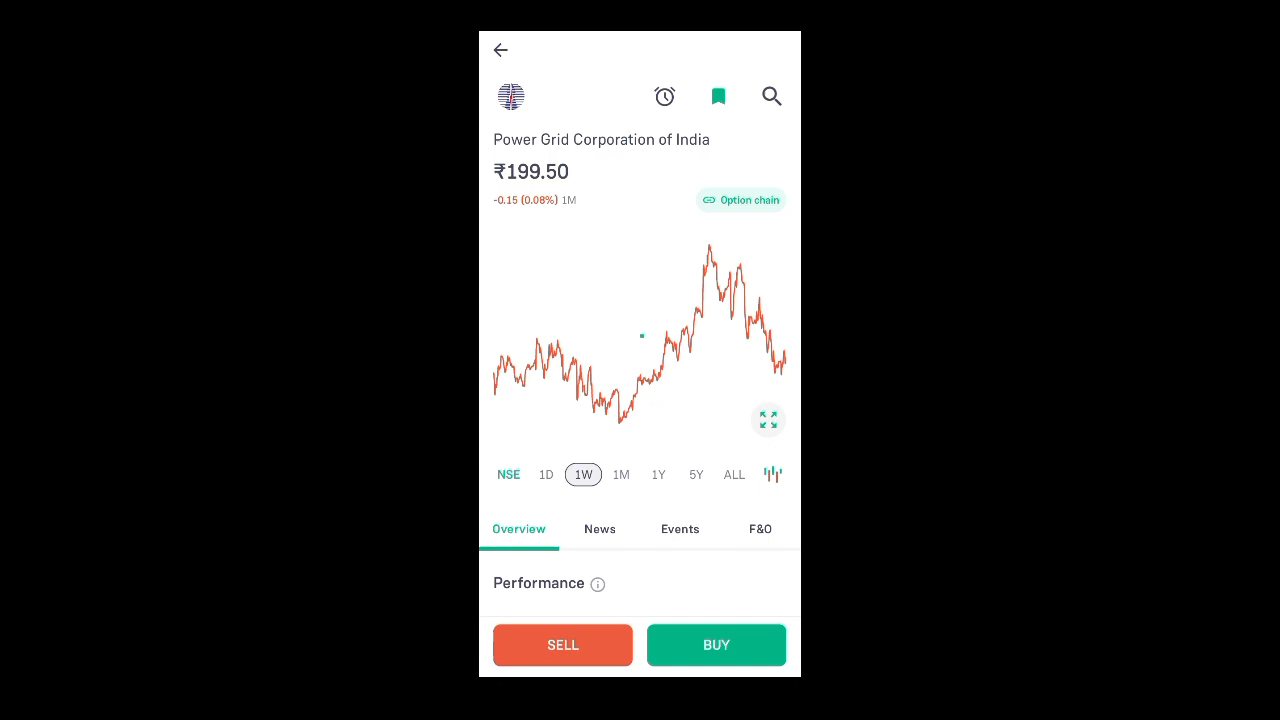 Power Grid Corporation of India
₹199.50
-0.15 (0.08%) 1M
Option chain
NSE 1D 1W 1M 1Y 5Y ALL
Overview News Events F&O
Performance
SELL BUY